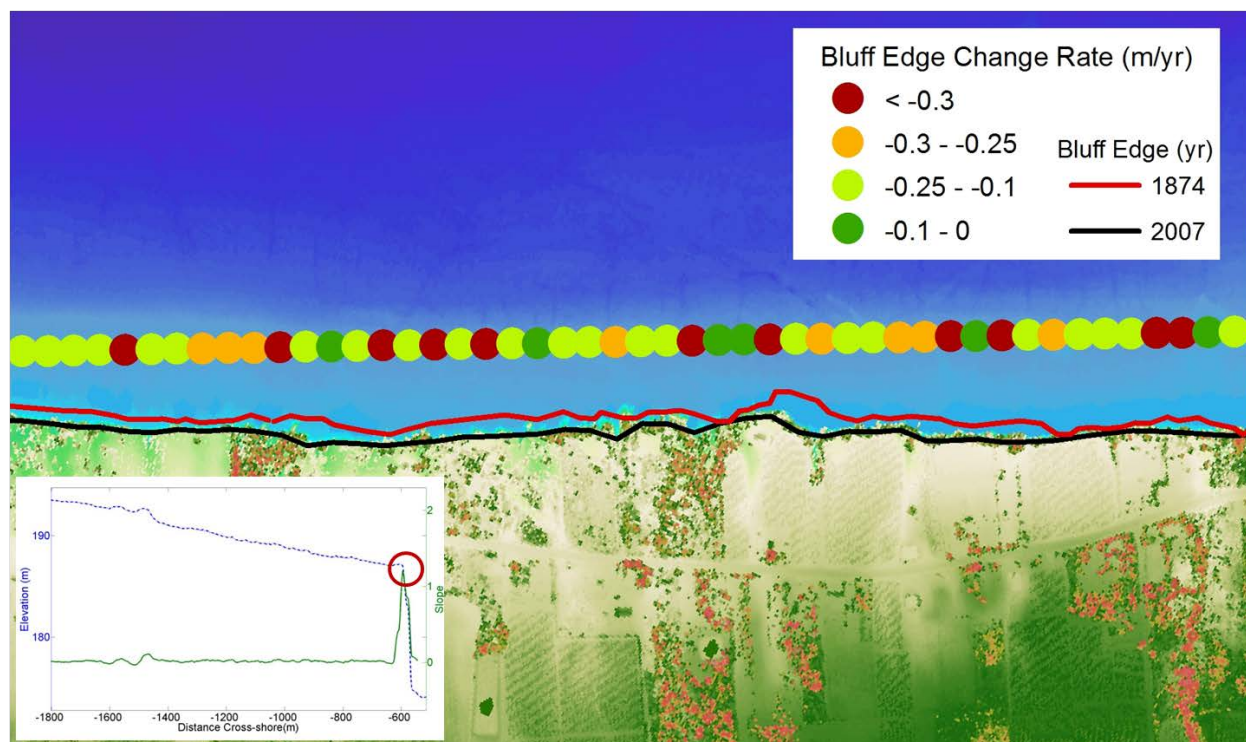 Bluff Edge Change Rate (m/yr)
< -0.3
-0.3 - -0.25
-0.25 - -0.1
-0.1 - 0
Bluff Edge (yr)
1874
2007
190
180
Elevation (m)
2
1
0
Slope
-1800 -1600 -1400 -1200 -1000 -800 -600
Distance Cross-shore(m)